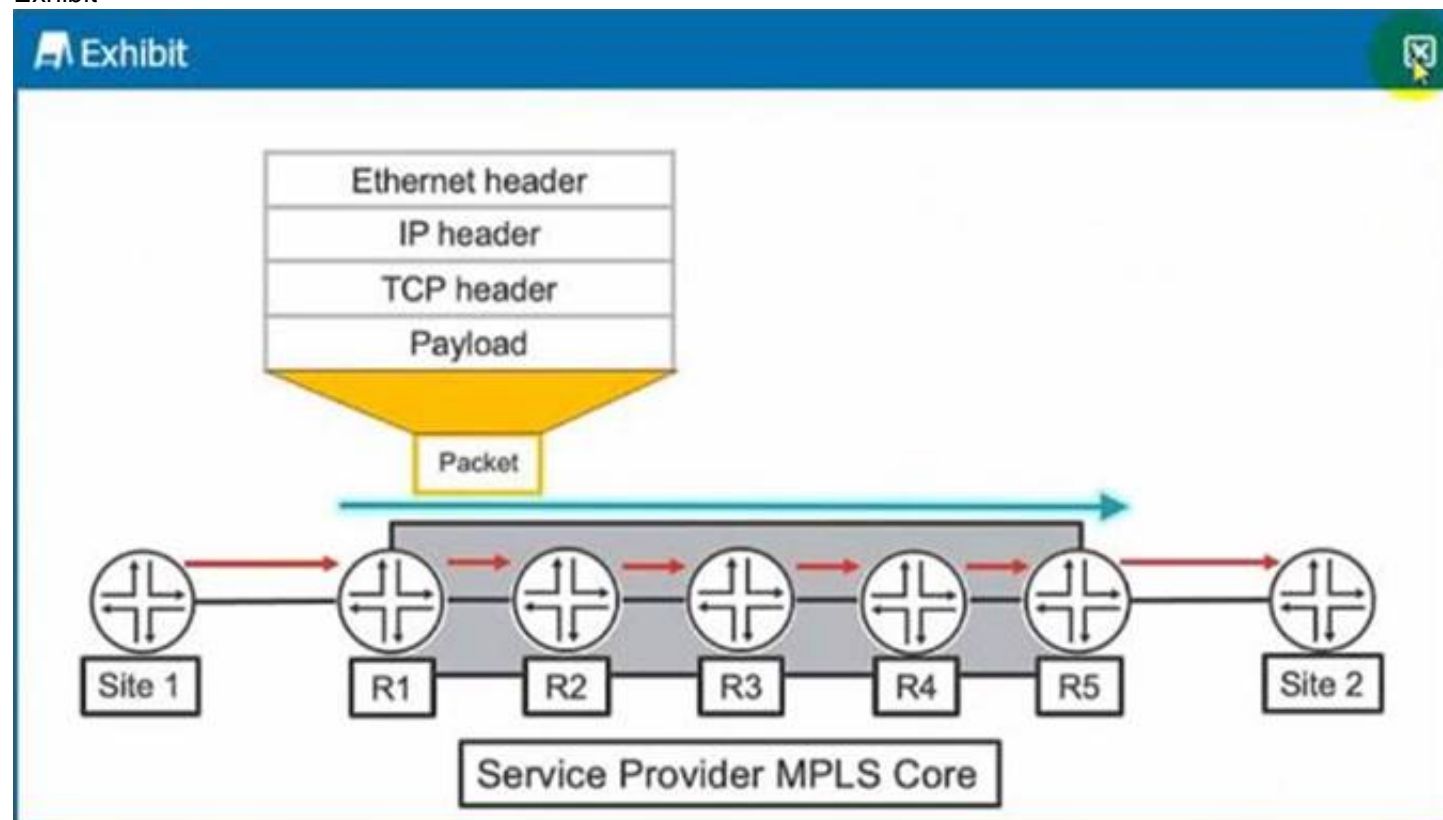 Exhibit
Exhibit
Ethernet header
IP header
TCP header
Payload
Packet
Site 1
R1
R2
R3
R4
R5
Site 2
Service Provider MPLS Core